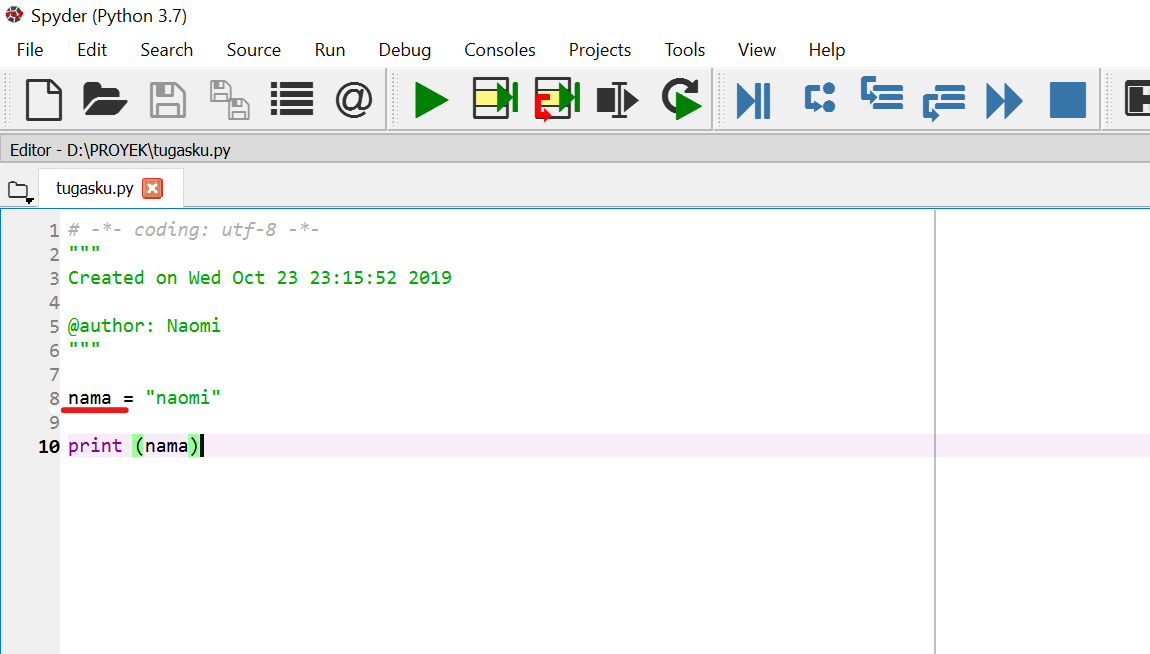 Spyder (Python 3.7)
File Edit Search Source Run Debug Consoles Projects Tools View Help
@
Editor - D:\PROYEK\tugasku.py
tugasku.py
1 # -*- coding: utf-8 -*-
2 """
3 Created on Wed Oct 23 23:15:52 2019
4
5 @author: Naomi
6 """
7
8 nama = "naomi"
9
10 print (nama)